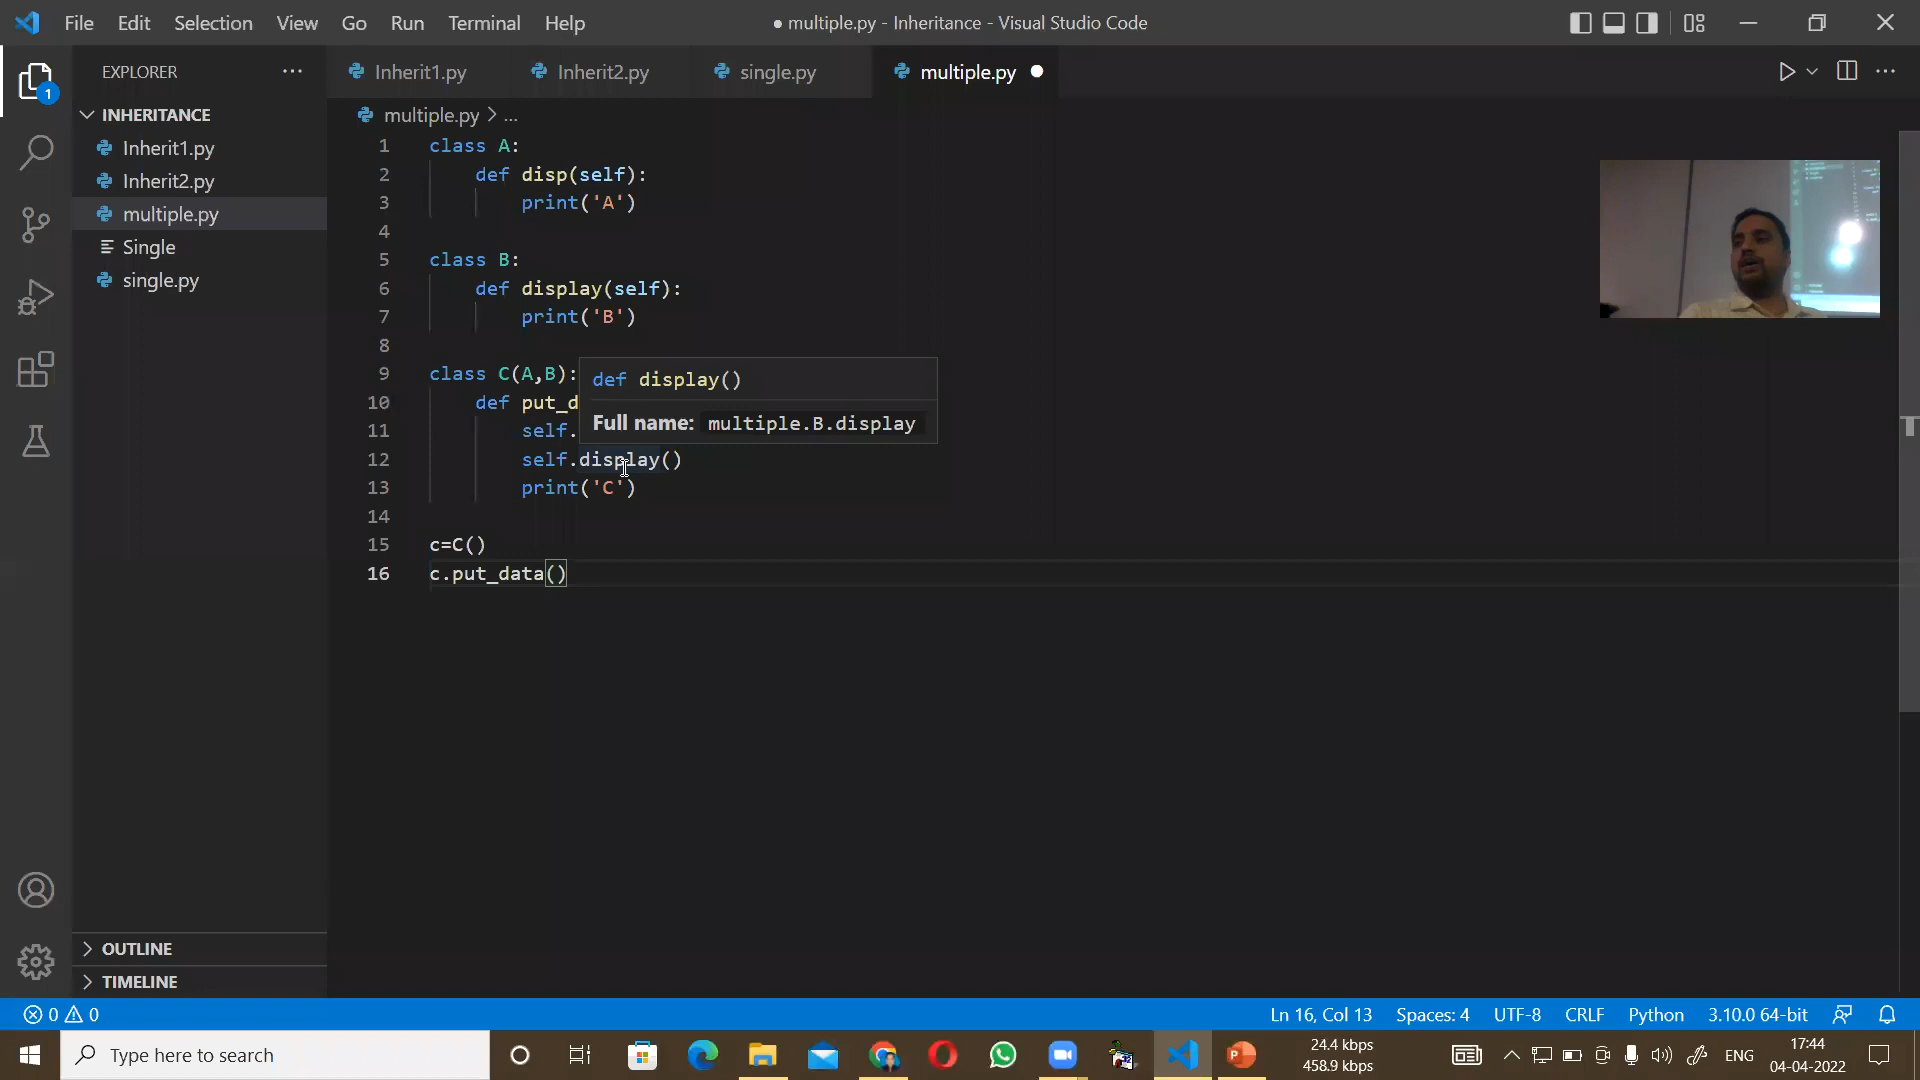 File Edit Selection View Go Run Terminal Help
● multiple.py - Inheritance - Visual Studio Code
EXPLORER ...
1
INHERITANCE
Inherit1.py
Inherit2.py
multiple.py
Single
single.py
OUTLINE
TIMELINE
Inherit1.py Inherit2.py single.py multiple.py ●
multiple.py > ...
1 class A:
2 def disp(self):
3 print('A')
4
5 class B:
6 def display(self):
7 print('B')
8
9 class C(A,B):
10 def put_d
11 self.
12 self.display()
13 print('C')
14
15 c=C()
16 c.put_data()
def display()
Full name: multiple.B.display
0 0
Ln 16, Col 13 Spaces: 4 UTF-8 CRLF Python 3.10.0 64-bit
Type here to search
24.4 kbps
458.9 kbps
ENG
17:44
04-04-2022